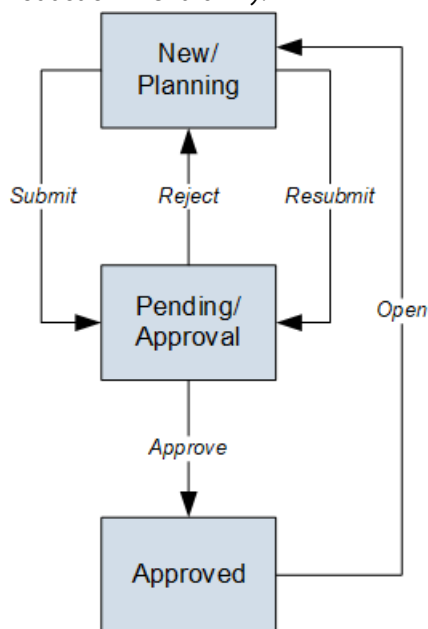 New/
Planning
Submit
Reject
Resubmit
Pending/
Approval
Open
Approve
Approved